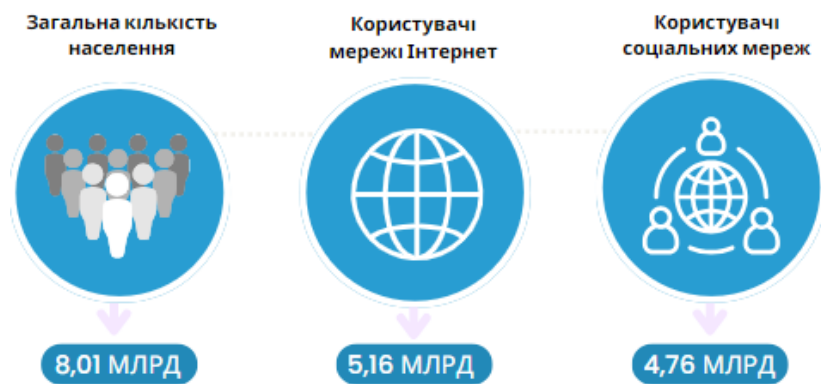 Загальна кількість
населення
Користувачі
мережі Інтернет
Користувачі
соціальних мереж
8,01 МЛРД
5,16 МЛРД
4,76 МЛРД